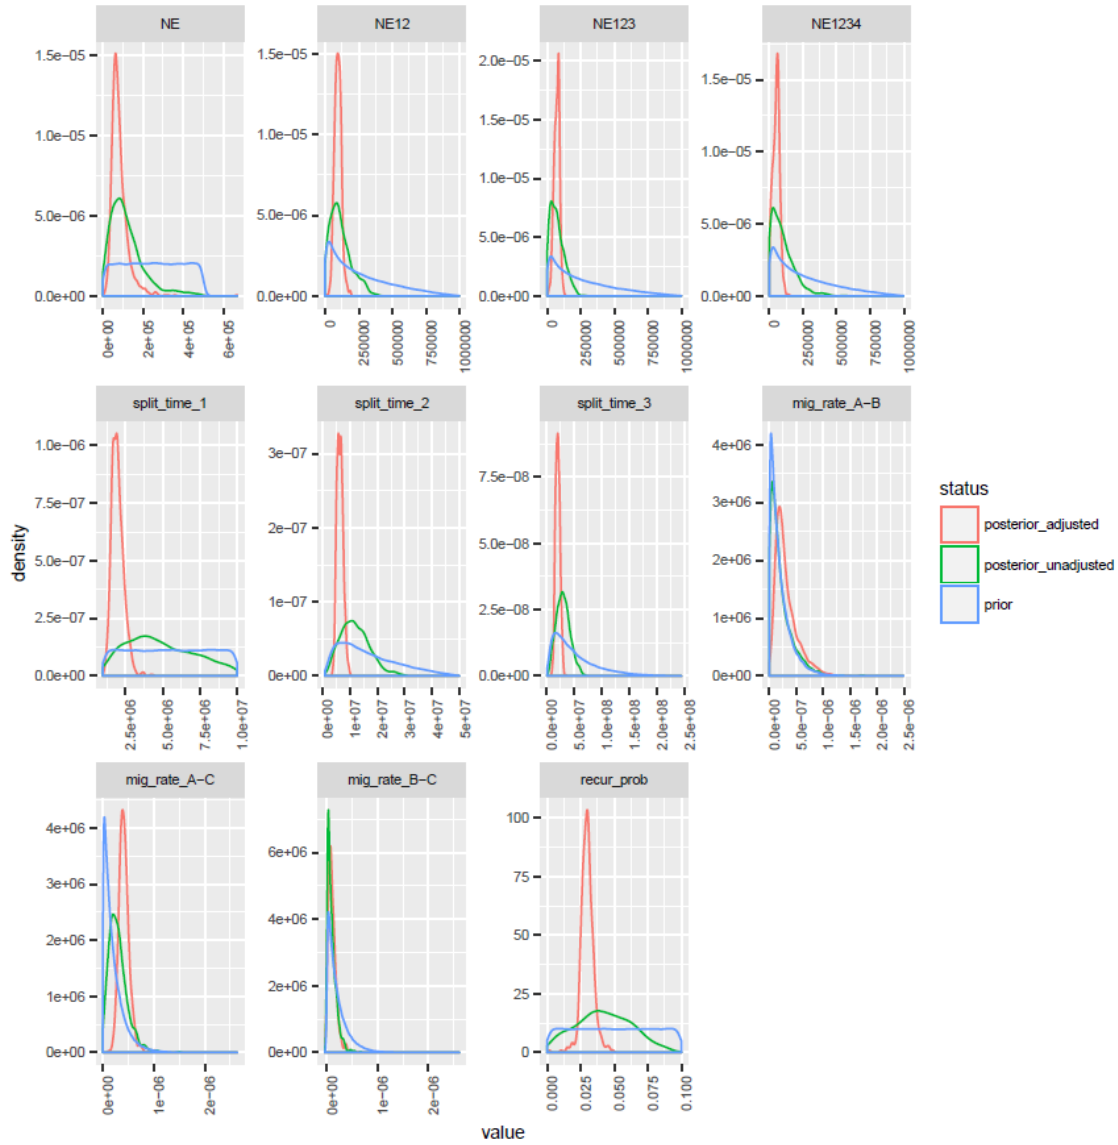 NE NE12 NE123 NE1234
1.5e−05 1.5e−05 2.0e−05 1.5e−05
1.0e−05 1.0e−05 1.5e−05 1.0e−05
5.0e−06 5.0e−06 1.0e−05 5.0e−06
0.0e+00 0.0e+00 5.0e−06 0.0e+00
0.0e+00
0e+00 2e+05 4e+05 6e+05 0 250000 500000 750000 1000000 0 250000 500000 750000 1000000 0 250000 500000 750000 1000000
split_time_1 split_time_2 split_time_3 mig_rate_A−B
1.0e−06 3e−07 7.5e−08 4e+06
7.5e−07 2e−07 5.0e−08 3e+06
5.0e−07 1e−07 2.5e−08 2e+06
2.5e−07 0e+00 0.0e+00 1e+06
0.0e+00 0e+00
2.5e+06 5.0e+06 7.5e+06 1.0e+07 0e+00 1e+07 2e+07 3e+07 4e+07 5e+07 0.0e+00 5.0e+07 1.0e+08 1.5e+08 2.0e+08 2.5e+08 0.0e+00 5.0e−07 1.0e−06 1.5e−06 2.0e−06 2.5e−06
mig_rate_A−C mig_rate_B−C recur_prob
4e+06 6e+06 100
3e+06 4e+06 75
2e+06 2e+06 50
1e+06 0e+00 25
0e+00 0
0e+00 1e−06 2e−06 0e+00 1e−06 2e−06 0.000 0.025 0.050 0.075 0.100
density
value
status
posterior_adjusted
posterior_unadjusted
prior